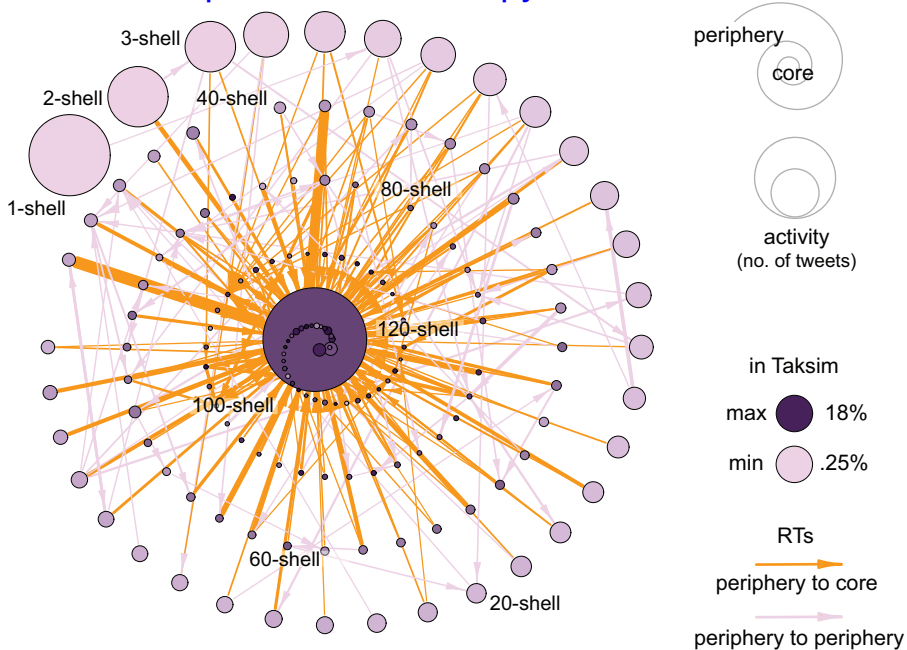 3-shell
2-shell
40-shell
1-shell
80-shell
120-shell
100-shell
60-shell
20-shell
periphery
core
activity
(no. of tweets)
in Taksim
max 18%
min .25%
RTs
periphery to core
periphery to periphery